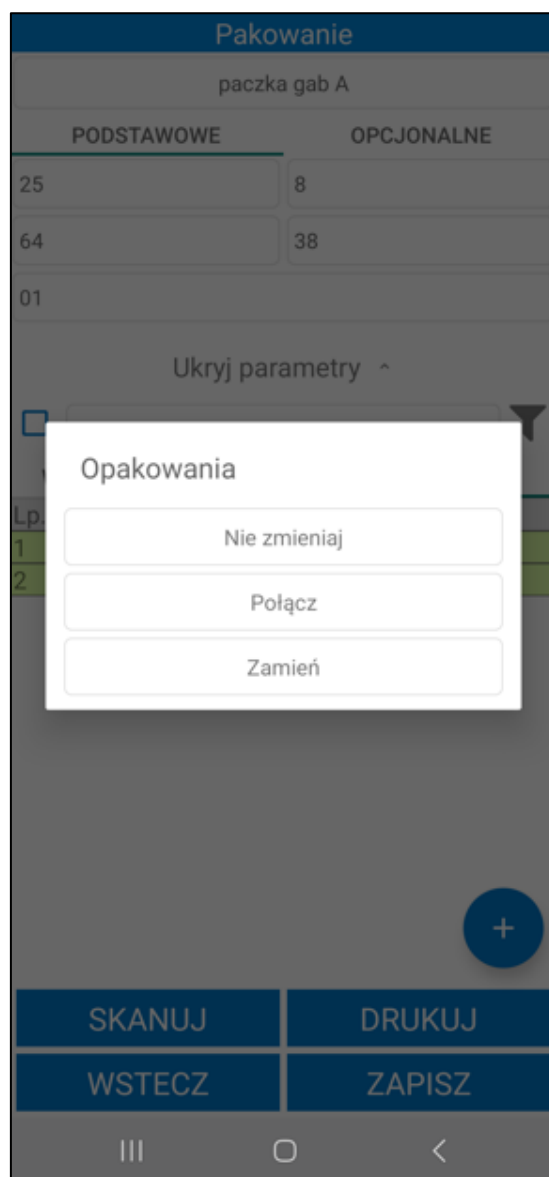 Pakowanie
paczka gab A
PODSTAWOWE OPCJONALNE
25 8
64 38
01
Ukryj parametry
Opakowania
Lp.
Nie zmieniaj
1
2
Połącz
Zamień
+
SKANUJ DRUKUJ
WSTECZ ZAPISZ